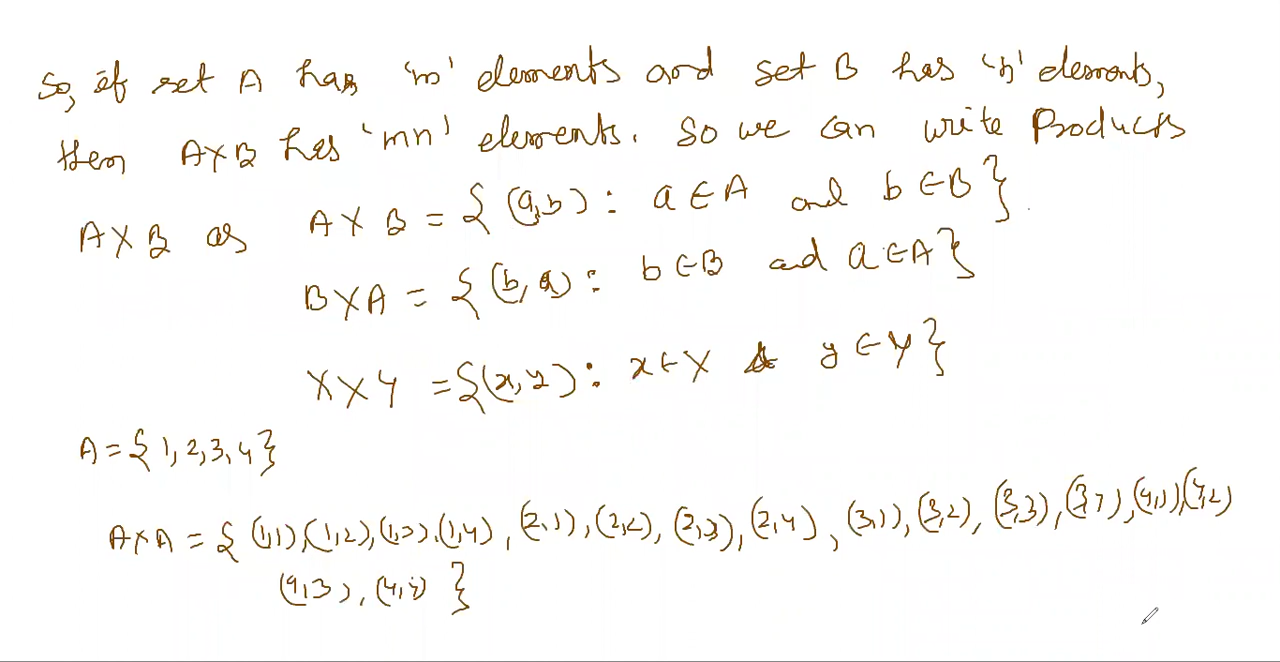 So, if set A has 'm' elements and set B has 'n' elements,
then A×B has 'mn' elements. So we can write Products
A×B as A × B = { (a,b) : a ∈ A and b ∈ B }.
B×A = { (b,a) : b ∈ B and a ∈ A }
X×Y = { (x,y) : x ∈ X & y ∈ Y }
A = { 1, 2, 3, 4 }
A×A = { (1,1), (1,2), (1,3), (1,4), (2,1), (2,2), (2,3), (2,4), (3,1), (3,2), (3,3), (3,4), (4,1), (4,2)
(4,3), (4,4) }